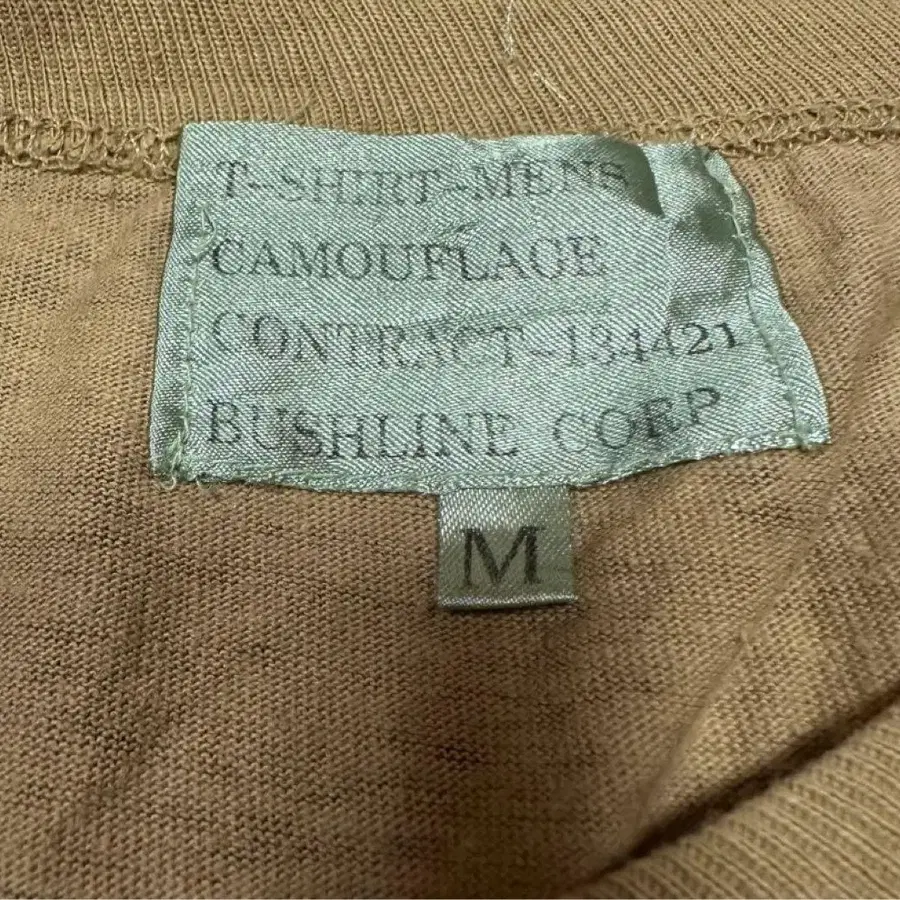 T-SHIRT-MENS
CAMOUFLAGE
CONTRACT-134421
BUSHLINE CORP
M